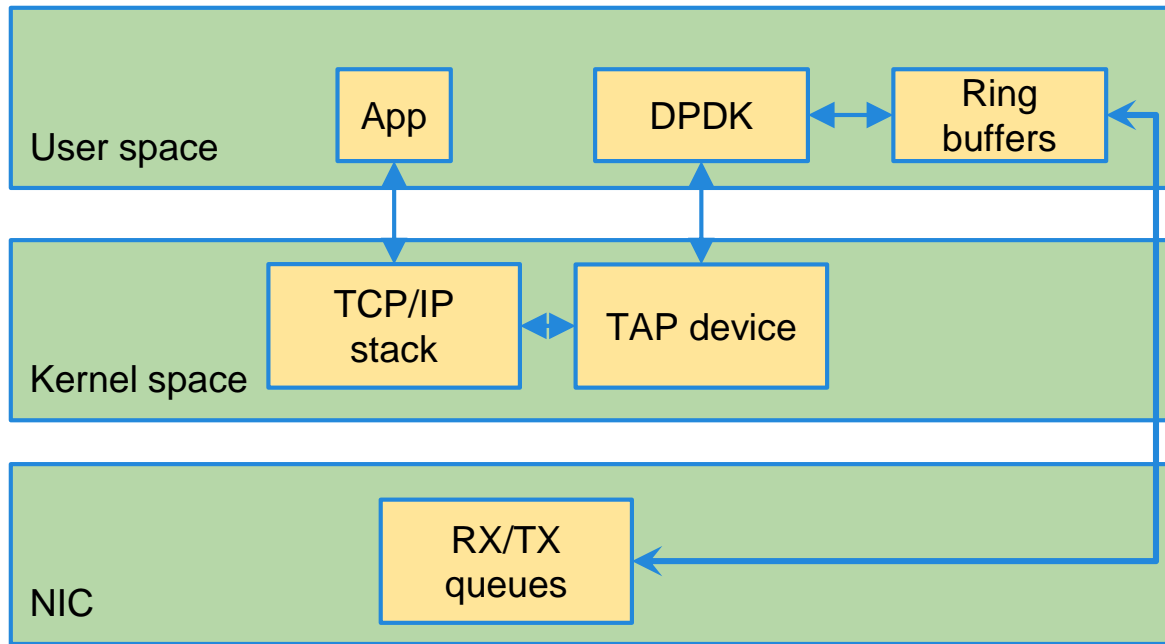 App
DPDK
Ring
buffers
User space
TCP/IP
stack
TAP device
Kernel space
RX/TX
queues
NIC